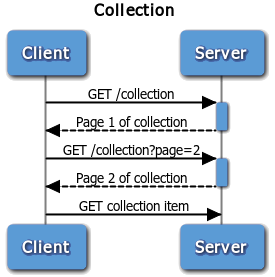 Collection
Client Server
GET /collection
Page 1 of collection
GET /collection?page=2
Page 2 of collection
GET collection item
Client Server